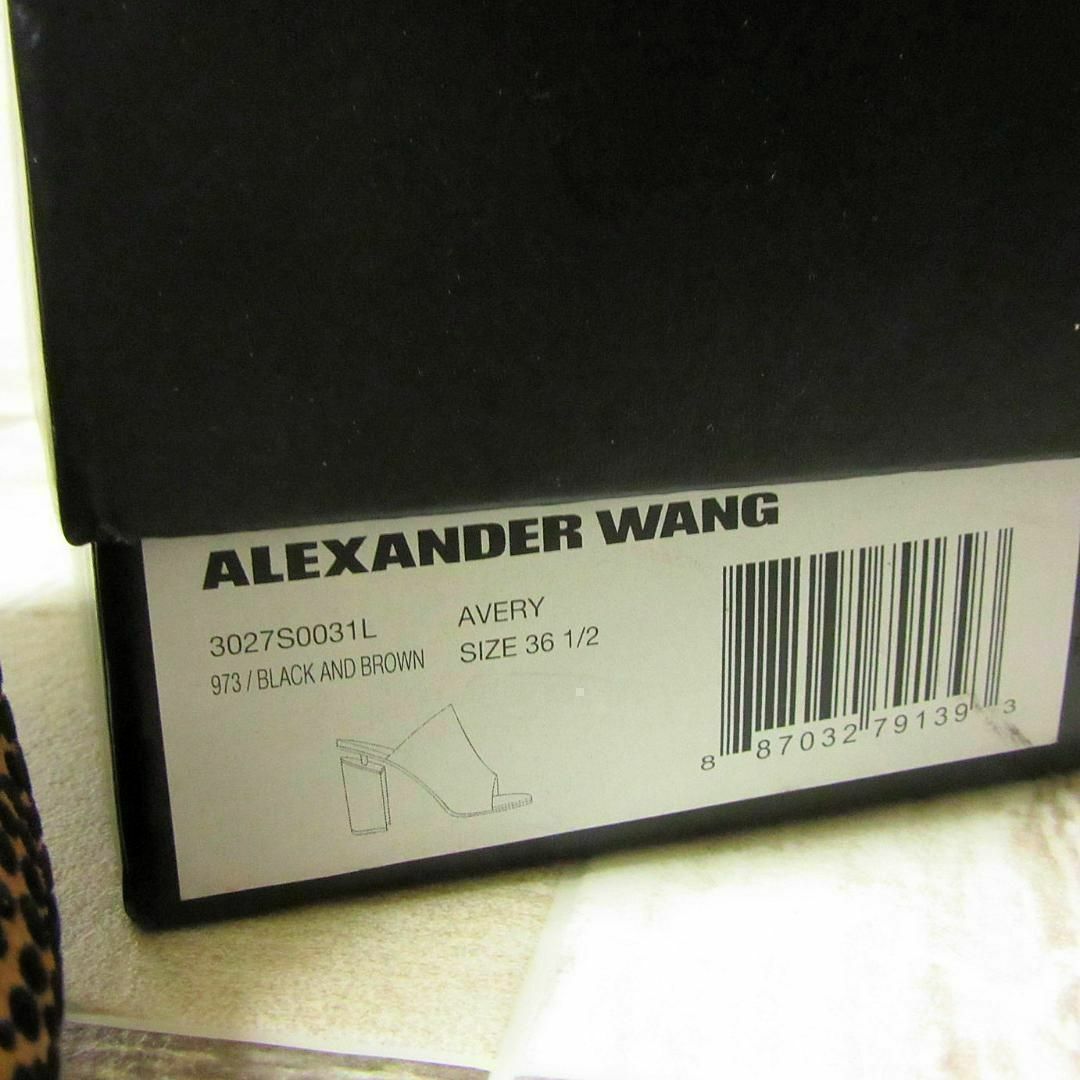 ALEXANDER WANG
3027S0031L
973 / BLACK AND BROWN
AVERY
SIZE 36 1/2
8 87032 79139 3